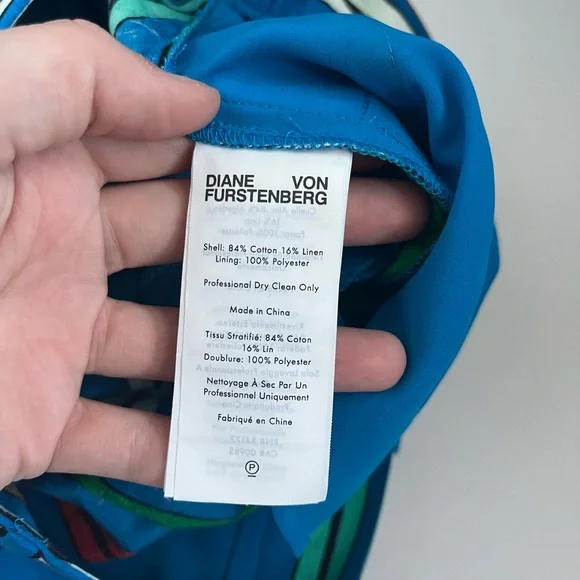 DIANE VON
FURSTENBERG
Shell: 84% Cotton 16% Linen
Lining: 100% Polyester
Professional Dry Clean Only
Made in China
Tissu Stratifié: 84% Coton
16% Lin
Doublure: 100% Polyester
Nettoyage À Sec Par Un
Professionel Uniquement
Fabriqué en Chine
P